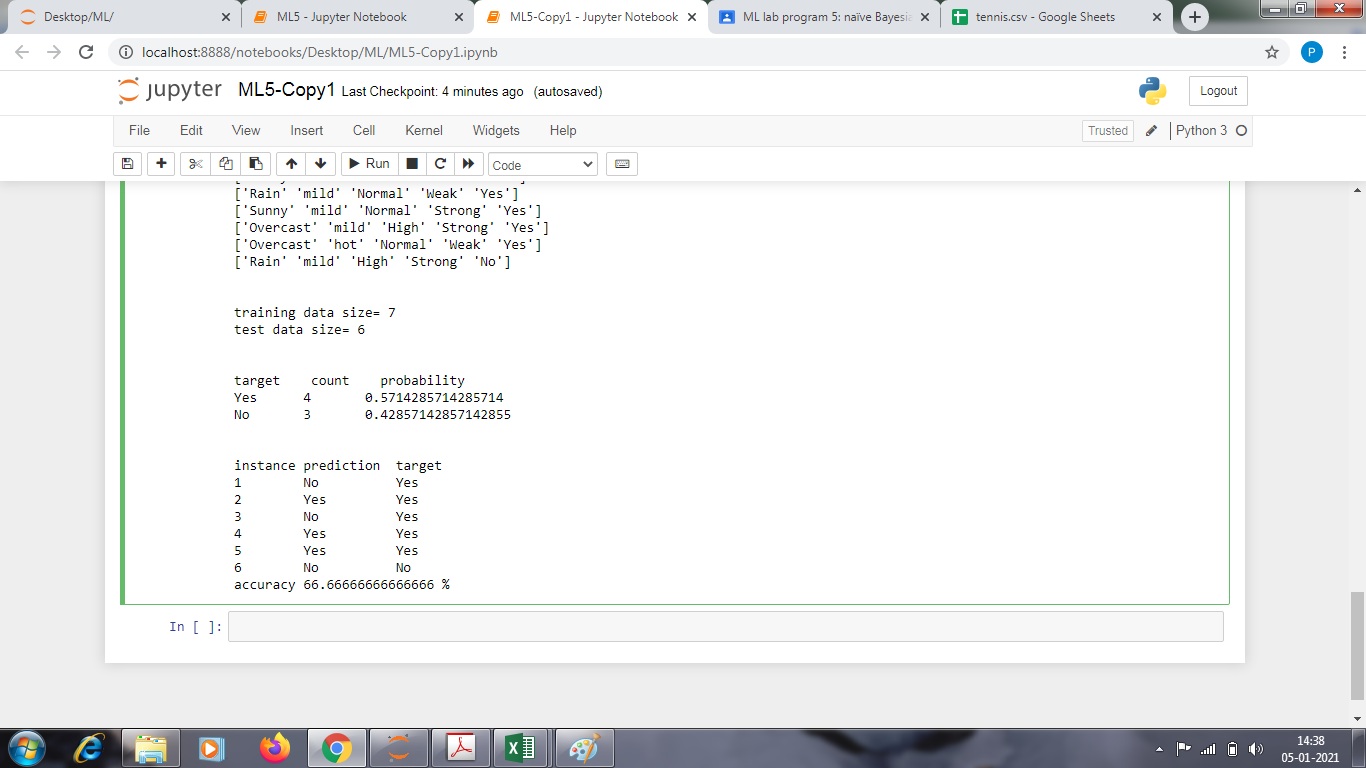 Desktop/ML/
ML5 - Jupyter Notebook
ML5-Copy1 - Jupyter Notebook
ML lab program 5: naïve Bayesia
tennis.csv - Google Sheets
localhost:8888/notebooks/Desktop/ML/ML5-Copy1.ipynb
P
jupyter ML5-Copy1 Last Checkpoint: 4 minutes ago (autosaved)
Logout
File Edit View Insert Cell Kernel Widgets Help
Trusted Python 3
Run Code
['Rain' 'mild' 'Normal' 'Weak' 'Yes']
['Sunny' 'mild' 'Normal' 'Strong' 'Yes']
['Overcast' 'mild' 'High' 'Strong' 'Yes']
['Overcast' 'hot' 'Normal' 'Weak' 'Yes']
['Rain' 'mild' 'High' 'Strong' 'No']
training data size= 7
test data size= 6
target count probability
Yes 4 0.5714285714285714
No 3 0.42857142857142855
instance prediction target
1 No Yes
2 Yes Yes
3 No Yes
4 Yes Yes
5 Yes Yes
6 No No
accuracy 66.66666666666666 %
In [ ]:
14:38
05-01-2021